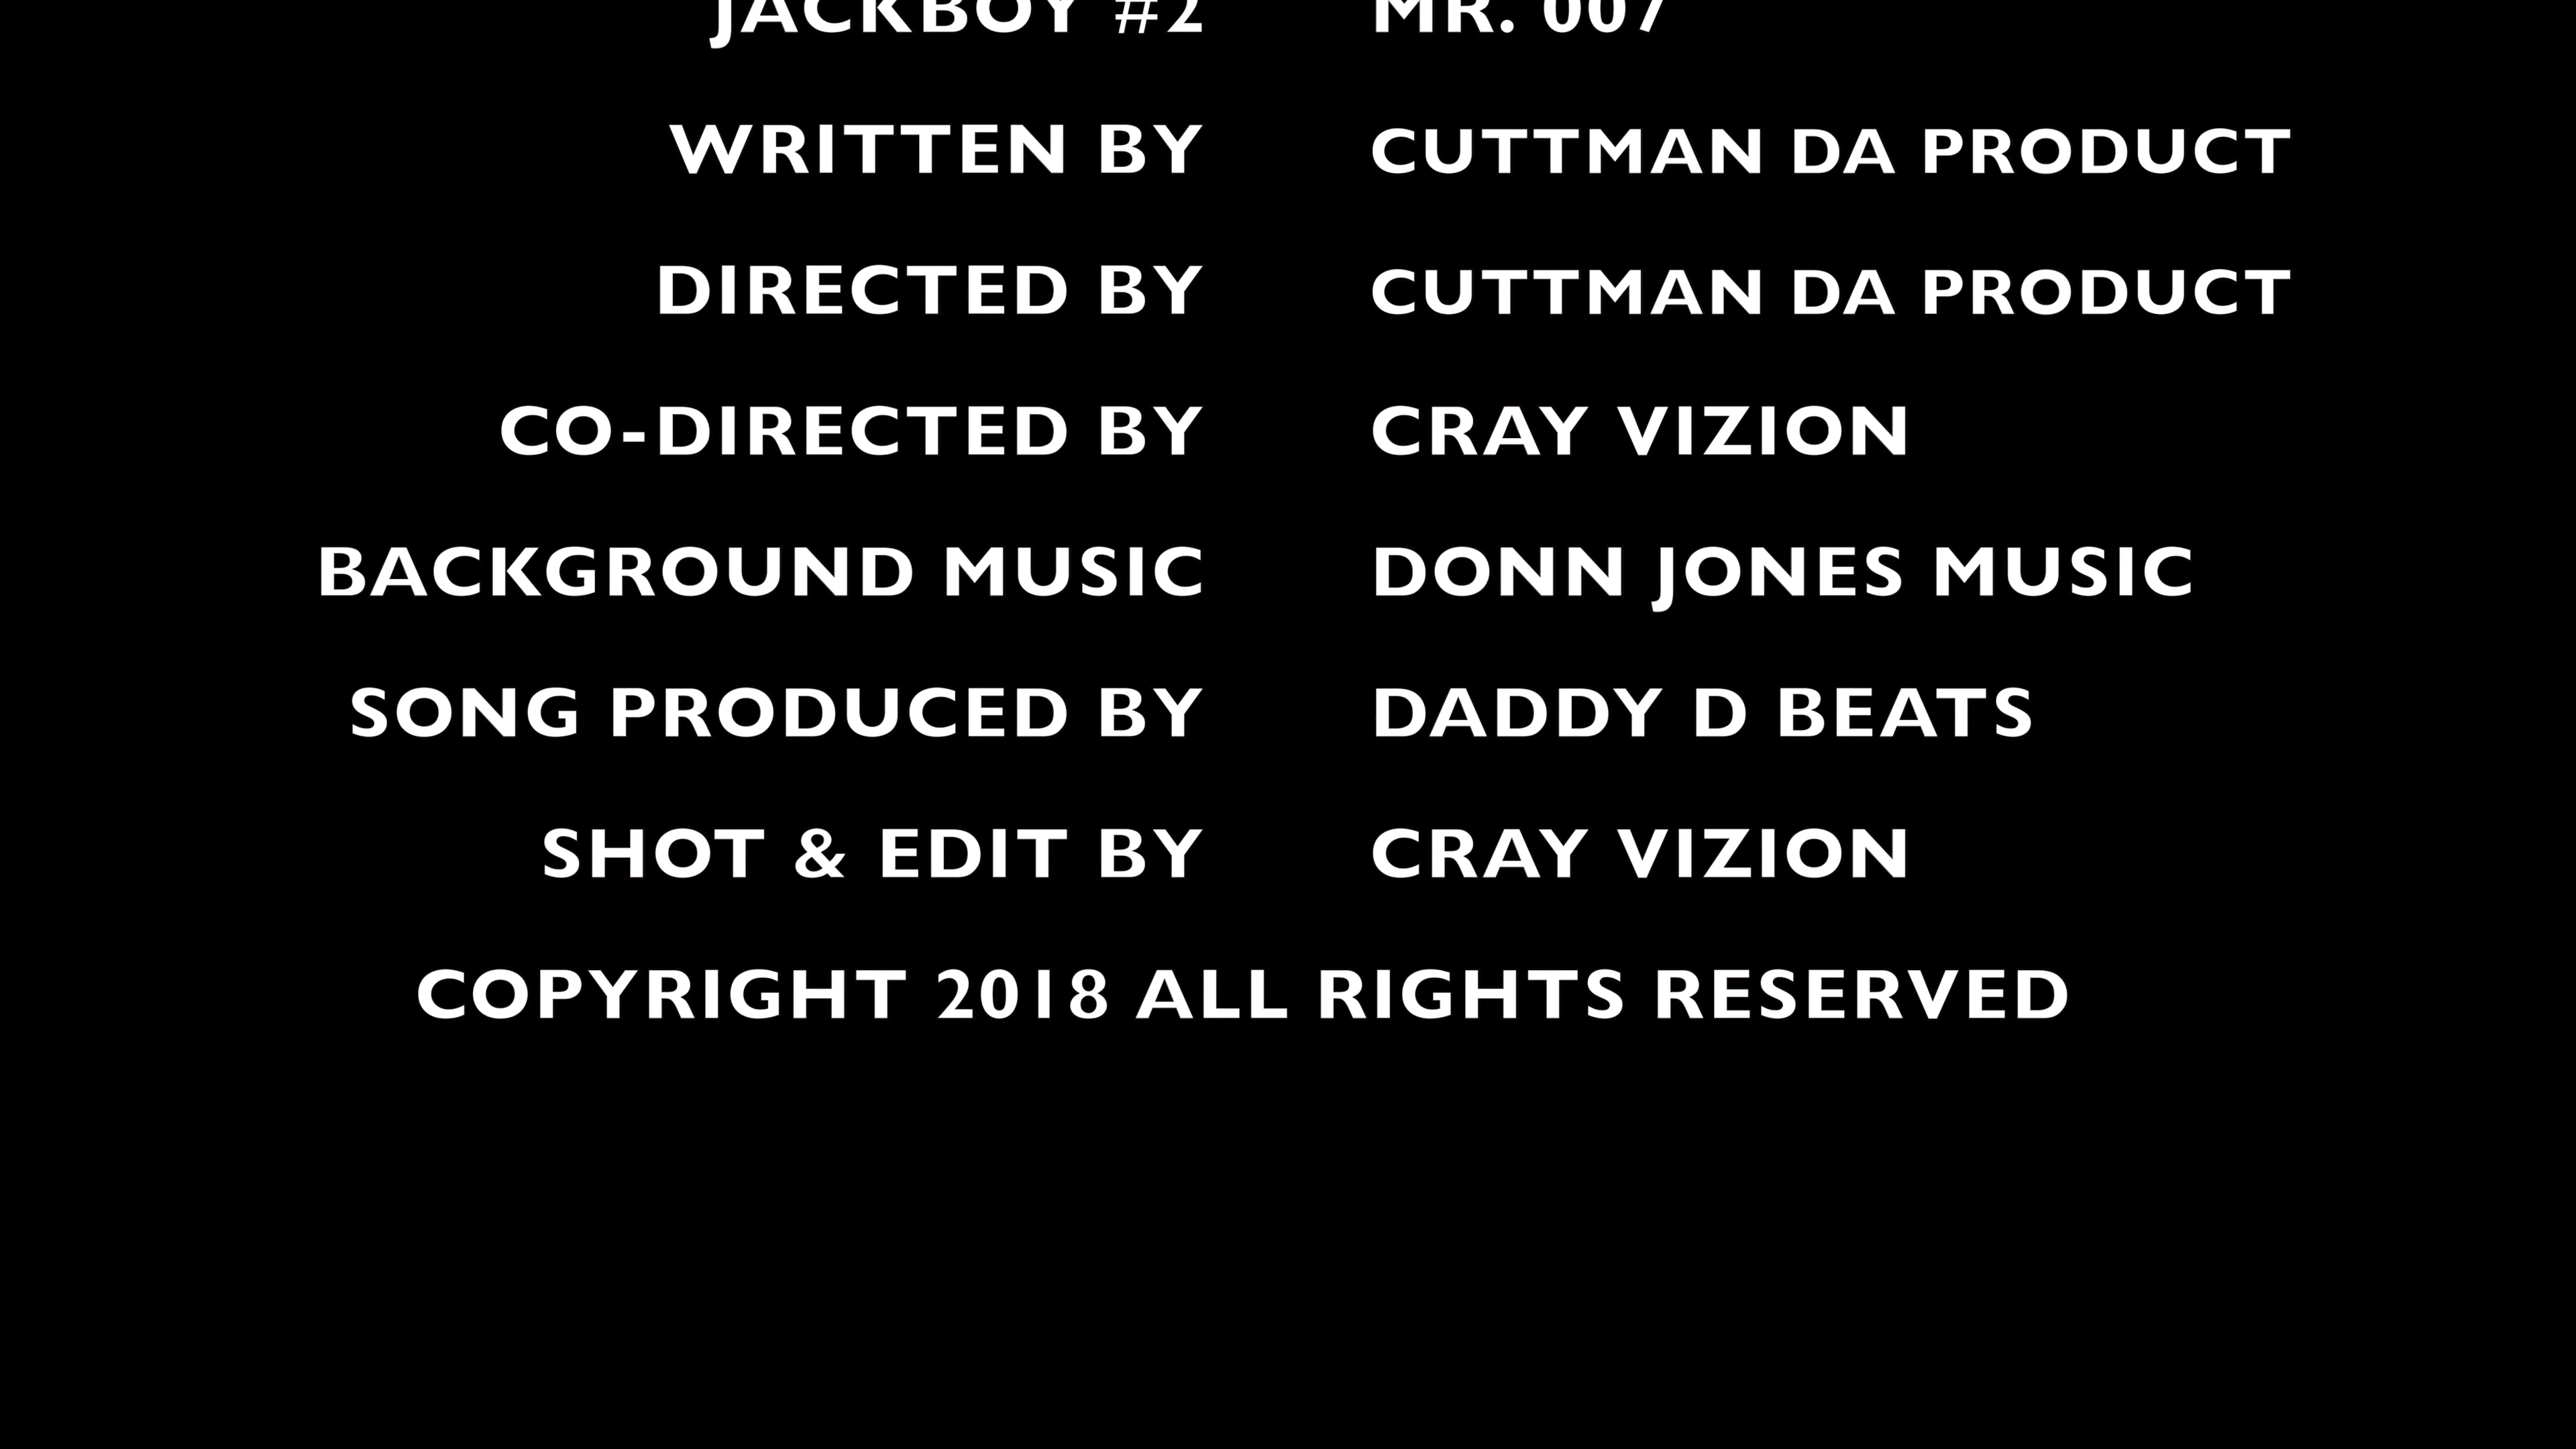 JACKBOY #2 MR. 007
WRITTEN BY CUTTMAN DA PRODUCT
DIRECTED BY CUTTMAN DA PRODUCT
CO-DIRECTED BY CRAY VIZION
BACKGROUND MUSIC DONN JONES MUSIC
SONG PRODUCED BY DADDY D BEATS
SHOT & EDIT BY CRAY VIZION
COPYRIGHT 2018 ALL RIGHTS RESERVED